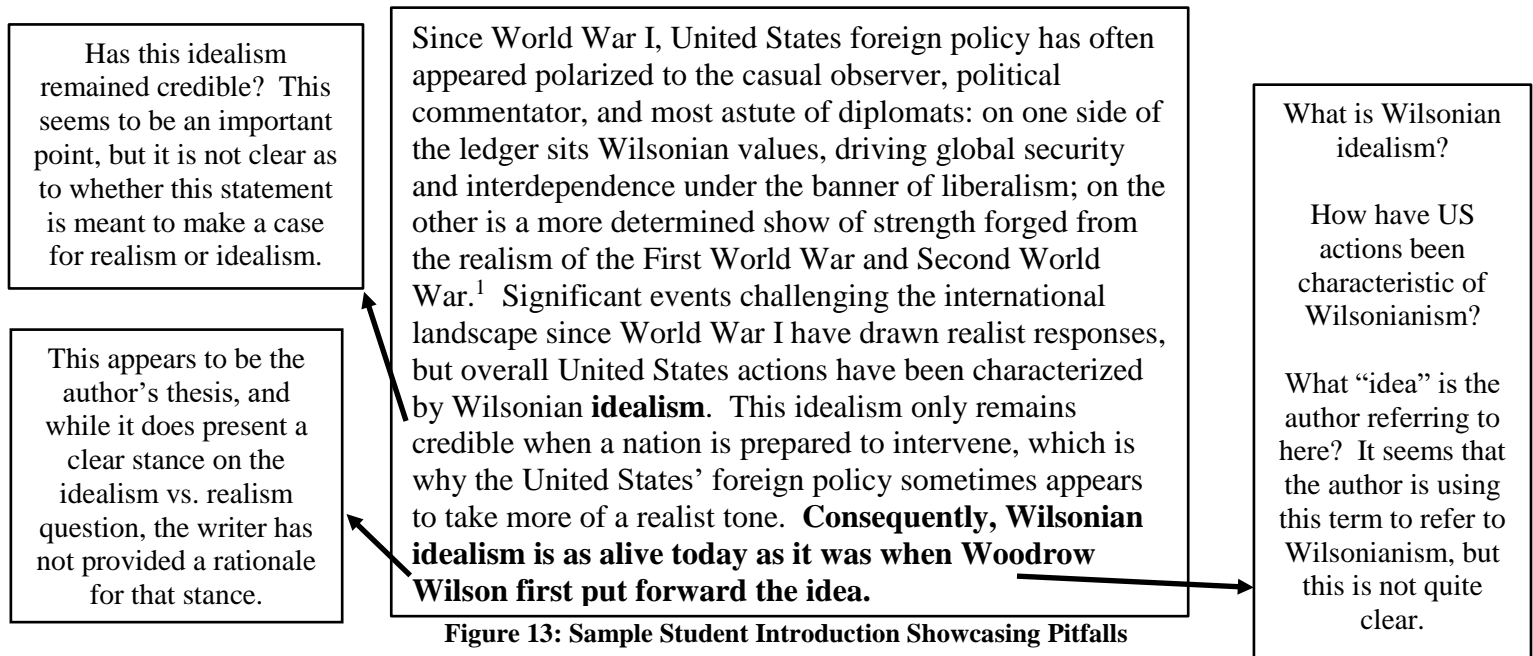 Has this idealism
remained credible?  This
seems to be an important
point, but it is not clear as
to whether this statement
is meant to make a case
for realism or idealism.
This appears to be the
author’s thesis, and
while it does present a
clear stance on the
idealism vs. realism
question, the writer has
not provided a rationale
for that stance.
Since World War I, United States foreign policy has often
appeared polarized to the casual observer, political
commentator, and most astute of diplomats: on one side of
the ledger sits Wilsonian values, driving global security
and interdependence under the banner of liberalism; on the
other is a more determined show of strength forged from
the realism of the First World War and Second World
War.1  Significant events challenging the international
landscape since World War I have drawn realist responses,
but overall United States actions have been characterized
by Wilsonian idealism.  This idealism only remains
credible when a nation is prepared to intervene, which is
why the United States’ foreign policy sometimes appears
to take more of a realist tone.  Consequently, Wilsonian
idealism is as alive today as it was when Woodrow
Wilson first put forward the idea.
What is Wilsonian
idealism?
How have US
actions been
characteristic of
Wilsonianism?
What “idea” is the
author referring to
here?  It seems that
the author is using
this term to refer to
Wilsonianism, but
this is not quite
clear.
Figure 13: Sample Student Introduction Showcasing Pitfalls